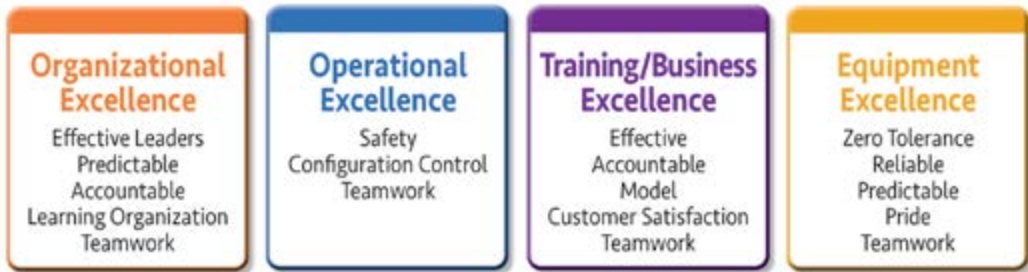 Organizational
Excellence
Effective Leaders
Predictable
Accountable
Learning Organization
Teamwork
Operational
Excellence
Safety
Configuration Control
Teamwork
Training/Business
Excellence
Effective
Accountable
Model
Customer Satisfaction
Teamwork
Equipment
Excellence
Zero Tolerance
Reliable
Predictable
Pride
Teamwork